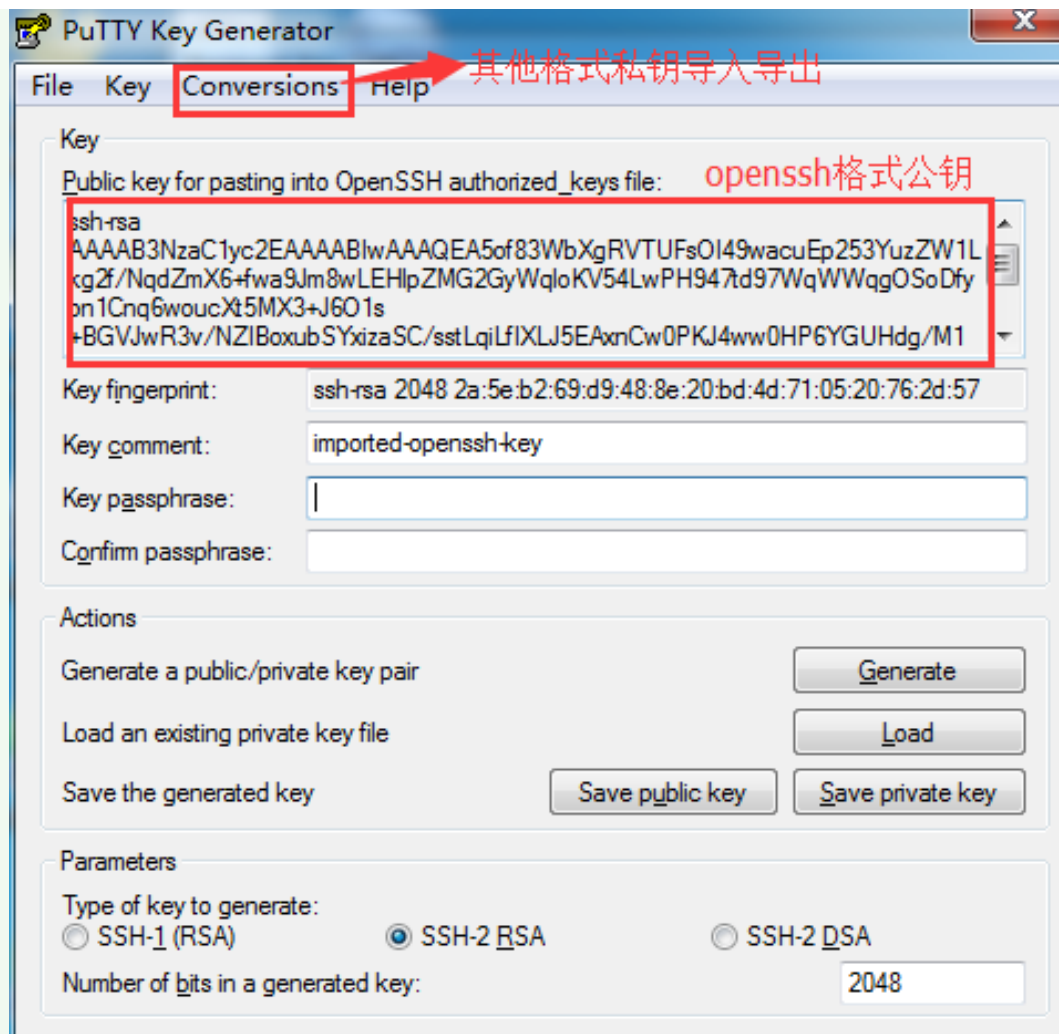 PuTTY Key Generator
其他格式私钥导入导出
File Key Conversions Help
Key
Public key for pasting into OpenSSH authorized_keys file:
openssh格式公钥
ssh-rsa
AAAAB3NzaC1yc2EAAAABIwAAAQEA5of83WbXgRVTUFsOI49wacuEp253YuzZW1L
kg2f/NqdZmX6+fwa9Jm8wLEHlpZMG2GyWqloKV54LwPH947td97WqWWqgOSoDfy
on1Cnq6woucXt5MX3+J6O1s
+BGVJwR3v/NZIBoxubSYxizaSC/sstLqiLfIXLJ5EAxnCw0PKJ4ww0HP6YGUHdg/M1
Key fingerprint:
ssh-rsa 2048 2a:5e:b2:69:d9:48:8e:20:bd:4d:71:05:20:76:2d:57
Key comment:
imported-openssh-key
Key passphrase:
Confirm passphrase:
Actions
Generate a public/private key pair
Generate
Load an existing private key file
Load
Save the generated key
Save public key
Save private key
Parameters
Type of key to generate:
SSH-1 (RSA)
SSH-2 RSA
SSH-2 DSA
Number of bits in a generated key:
2048